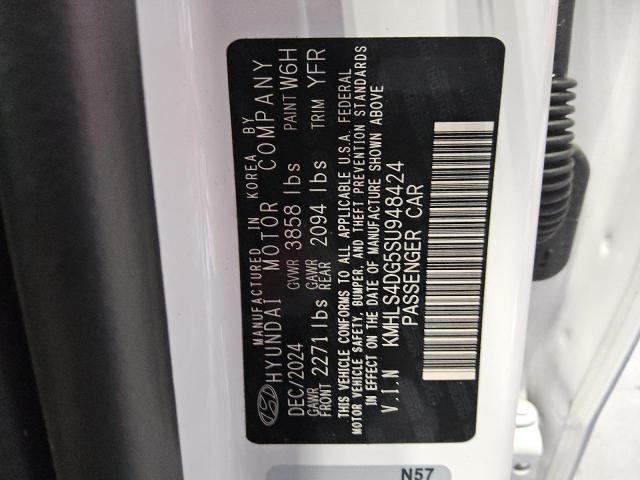 MANUFACTURED IN KOREA BY
HYUNDAI MOTOR COMPANY
DEC/2024 GVWR 3858 lbs PAINT W6H
GAWR FRONT 2271 lbs GAWR REAR 2094 lbs TRIM YFR
THIS VEHICLE CONFORMS TO ALL APPLICABLE U.S.A. FEDERAL
MOTOR VEHICLE SAFETY, BUMPER, AND THEFT PREVENTION STANDARDS
IN EFFECT ON THE DATE OF MANUFACTURE SHOWN ABOVE
V.I.N KMHLS4DG5SU948424
PASSENGER CAR
N57